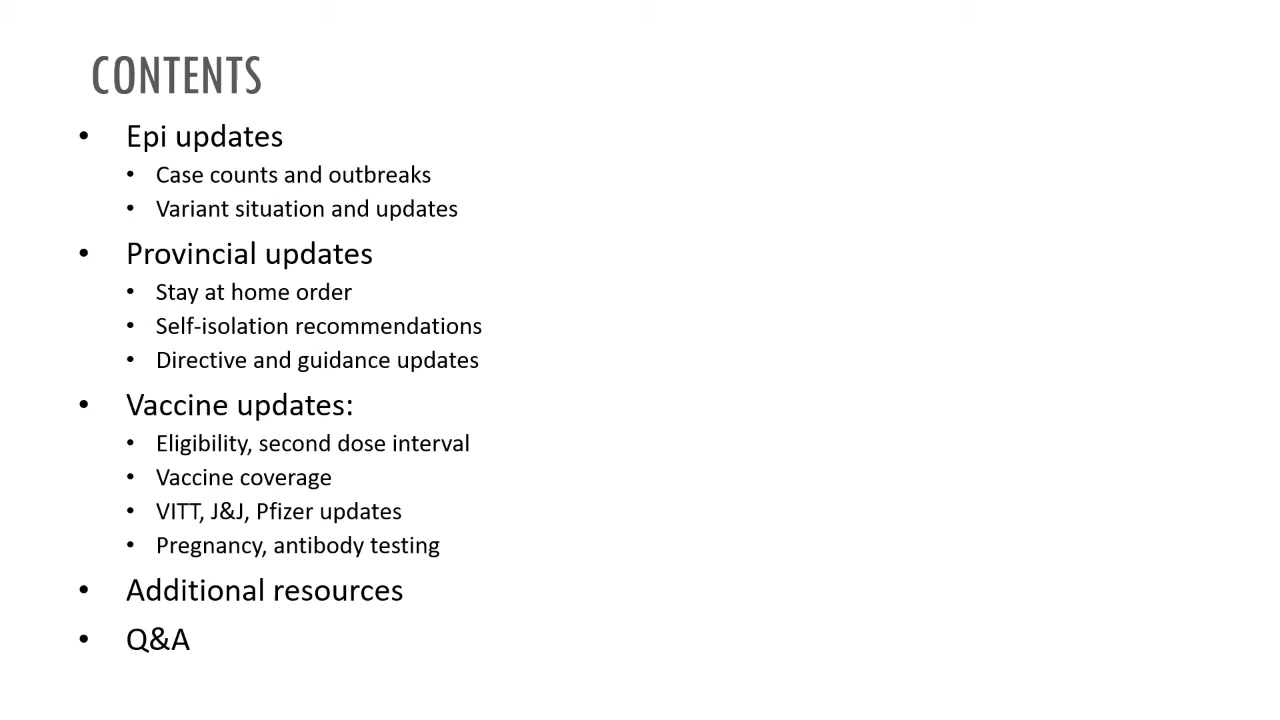 CONTENTS
• Epi updates
• Case counts and outbreaks
• Variant situation and updates
• Provincial updates
• Stay at home order
• Self-isolation recommendations
• Directive and guidance updates
• Vaccine updates:
• Eligibility, second dose interval
• Vaccine coverage
• VITT, J&J, Pfizer updates
• Pregnancy, antibody testing
• Additional resources
• Q&A